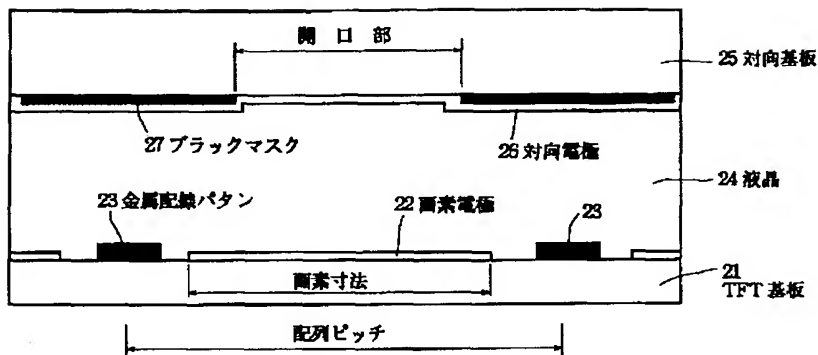 開口部
25 対向基板
27 ブラックマスク
26 対向電極
24 液晶
23 金属配線パタン
22 画素電極
23
21
TFT 基板
画素寸法
配列ピッチ